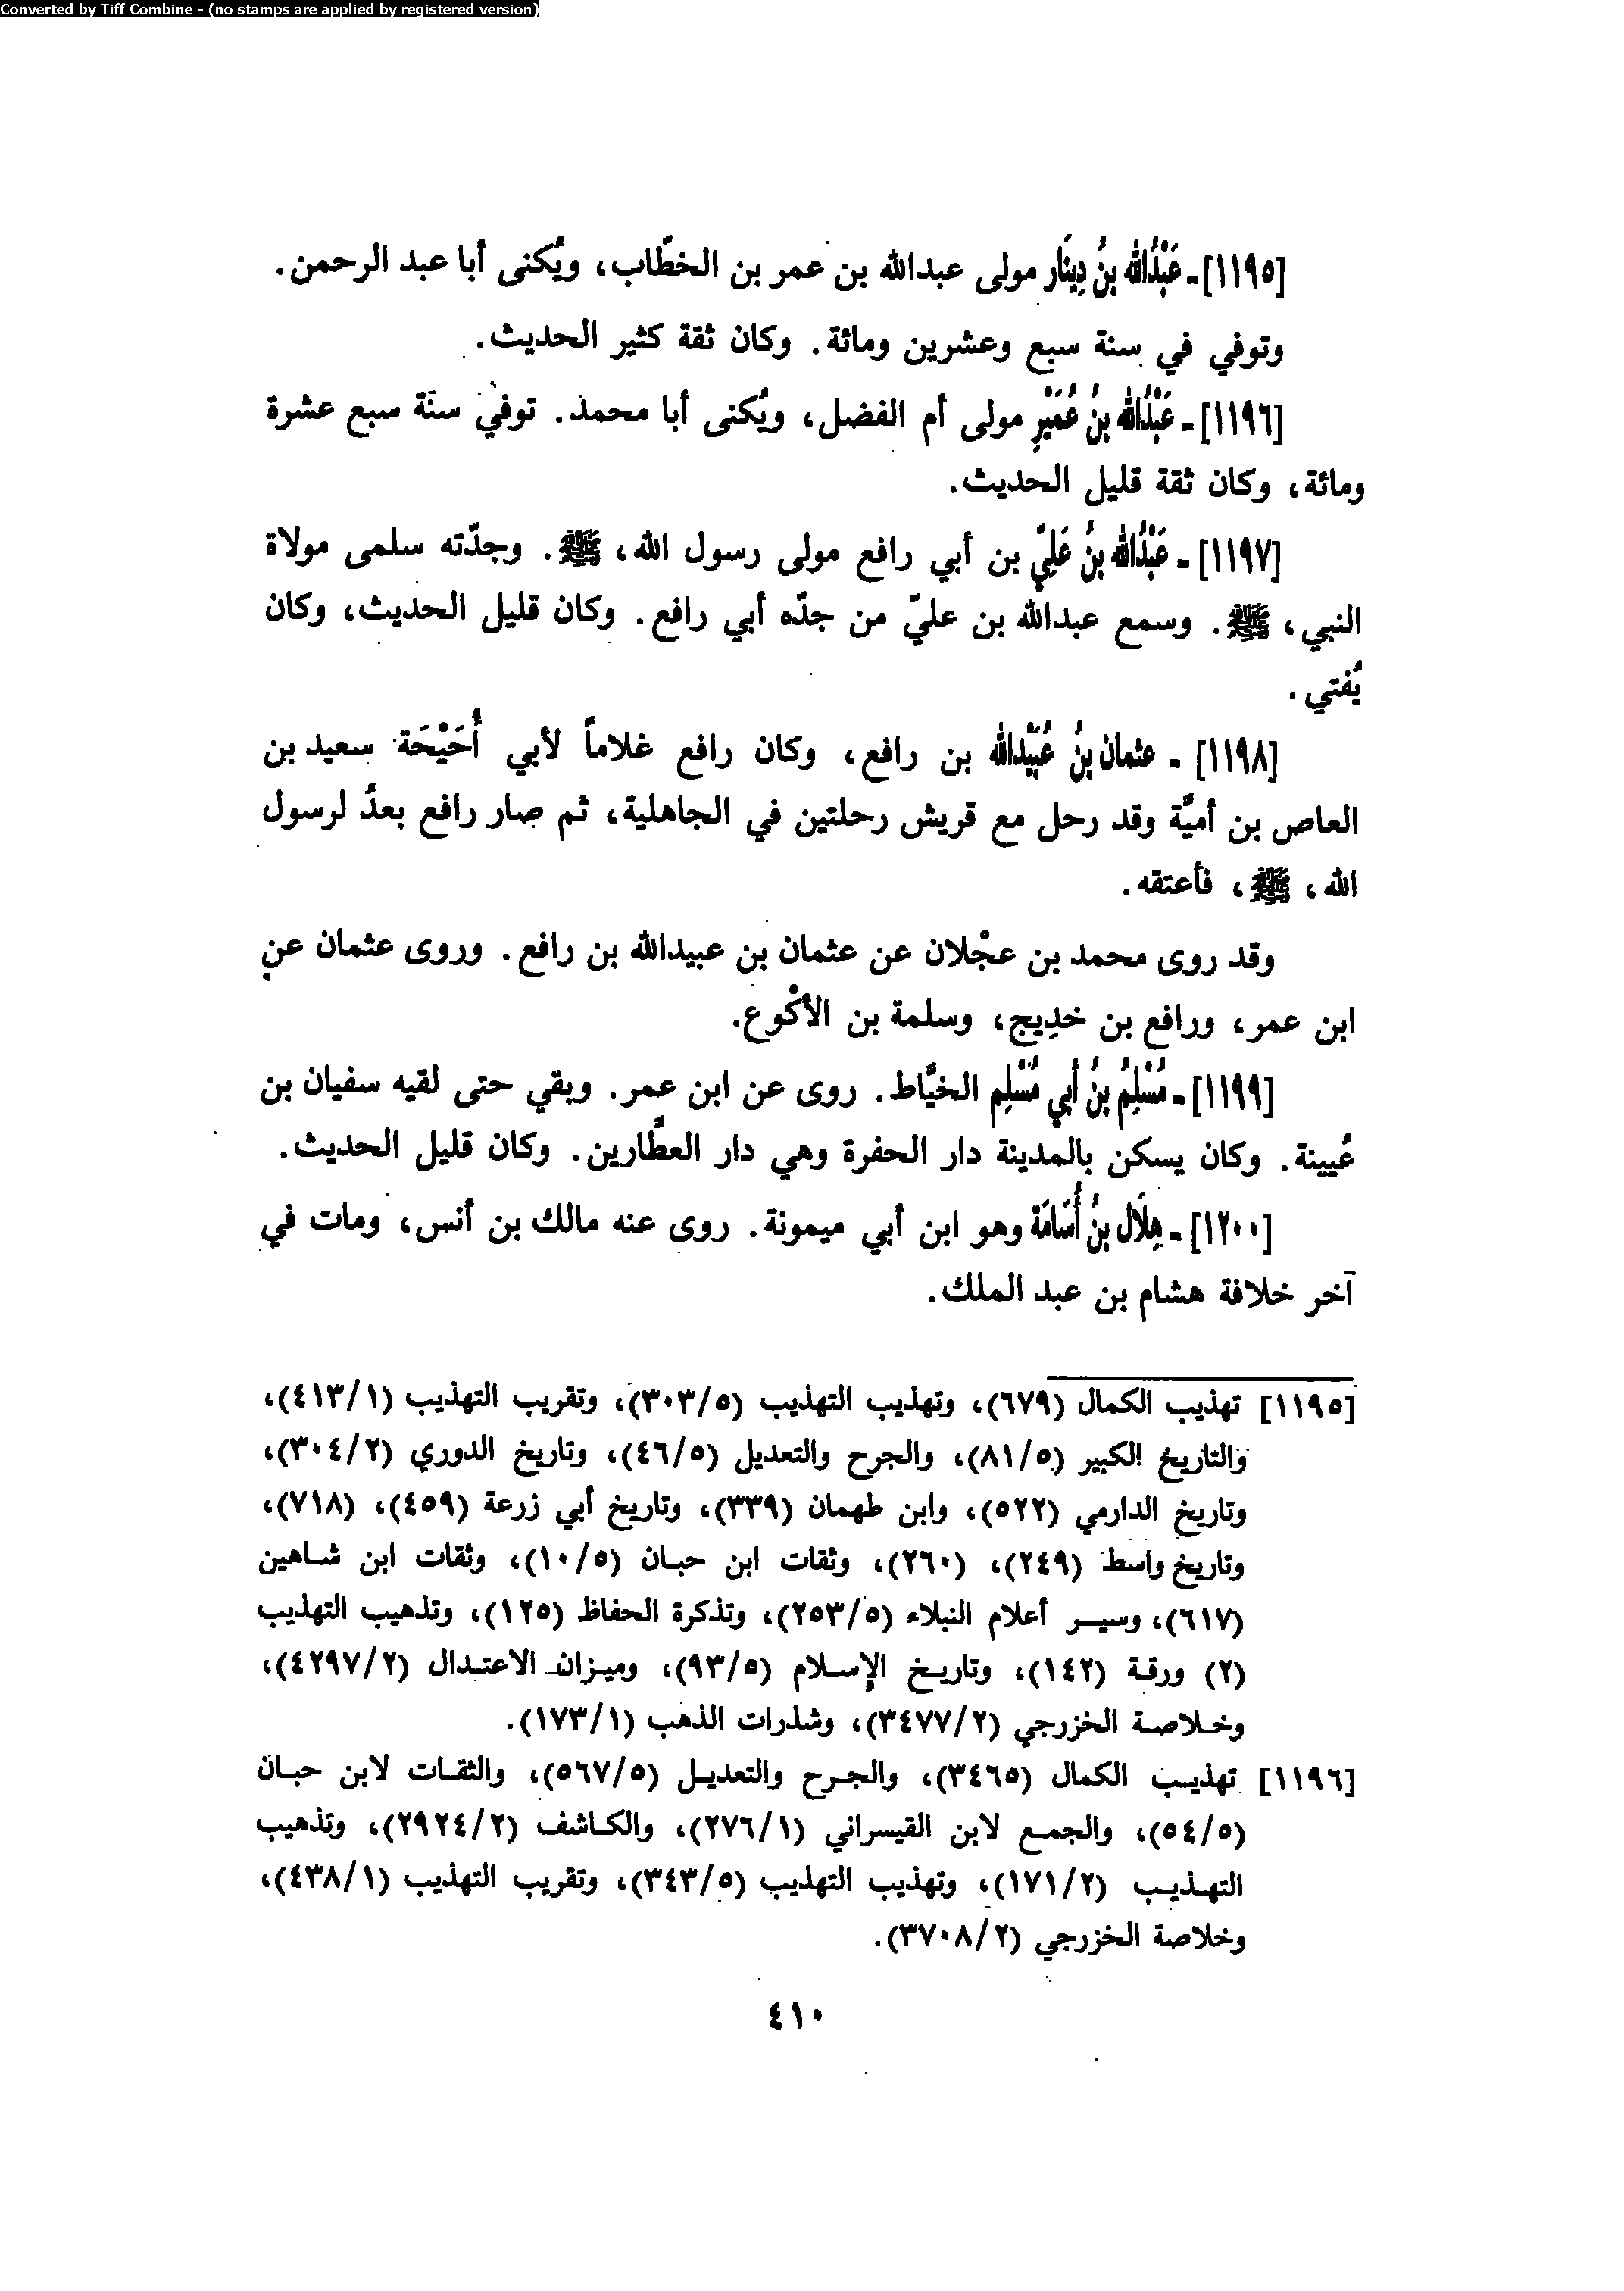 Converted by Tiff Combine - (no stamps are applied by registered version)
[١١٩٥] - عَبْدُالله بنُ دِينَار مولى عبدالله بن عمر بن الخطّاب، ويُكنى أبا عبد الرحمن.
وتوفي في سنة سبع وعشرين ومائة. وكان ثقة كثير الحديث.
[١١٩٦] - عَبْدُالله بنُ عُمَيْرٍ مولى أم الفضل، ويُكنى أبا محمد. توفي سنة سبع عشرة
ومائة، وكان ثقة قليل الحديث.
[١١٩٧] - عَبْدُالله بنُ عَلِيِّ بن أبي رافع مولى رسول الله، ﷺ. وجدّته سلمى مولاة
النبي، ﷺ. وسمع عبدالله بن عليّ من جدّه أبي رافع. وكان قليل الحديث، وكان
يُفتي.
[١١٩٨] - عثمان بنُ عُبَيْدالله بن رافع، وكان رافع غلاماً لأبي أُحَيْحَة سعيد بن
العاص بن أميَّة وقد رحل مع قريش رحلتين في الجاهلية، ثم صار رافع بعدُ لرسول
الله، ﷺ، فأعتقه.
وقد روى محمد بن عجْلان عن عثمان بن عبيدالله بن رافع. وروى عثمان عن
ابن عمر، ورافع بن خدِيج، وسلمة بن الأكْوع.
[١١٩٩] - مُسْلِمُ بنُ أبي مُسْلِم الخيَّاط. روى عن ابن عمر. وبقي حتى لقيه سفيان بن
عُيينة. وكان يسكن بالمدينة دار الحفرة وهي دار العطَّارين. وكان قليل الحديث.
[١٢٠٠] - هِلَال بنُ أُسَامَة وهو ابن أبي ميمونة. روى عنه مالك بن أنس، ومات في
آخر خلافة هشام بن عبد الملك.
[١١٩٥] تهذيب الكمال (٦٧٩)، وتهذيب التهذيب (٣٠٣/٥)، وتقريب التهذيب (٤١٣/١)،
والتاريخ الكبير (٨١/٥)، والجرح والتعديل (٤٦/٥)، وتاريخ الدوري (٣٠٤/٢)،
وتاريخ الدارمي (٥٢٢)، وابن طهمان (٣٣٩)، وتاريخ أبي زرعة (٤٥٩)، (٧١٨)،
وتاريخ واسط (٢٤٩)، (٢٦٠)، وثقات ابن حبان (١٠/٥)، وثقات ابن شاهين
(٦١٧)، وسير أعلام النبلاء (٢٥٣/٥)، وتذكرة الحفاظ (١٢٥)، وتذهيب التهذيب
(٢) ورقة (١٤٢)، وتاريخ الإسلام (٩٣/٥)، وميزان الاعتدال (٤٢٩٧/٢)،
وخلاصة الخزرجي (٣٤٧٧/٢)، وشذرات الذهب (١٧٣/١).
[١١٩٦] تهذيب الكمال (٣٤٦٥)، والجرح والتعديل (٥٦٧/٥)، والثقات لابن حبان
(٥٤/٥)، والجمع لابن القيسراني (٢٧٦/١)، والكاشف (٢٩٢٤/٢)، وتذهيب
التهذيب (١٧١/٢)، وتهذيب التهذيب (٣٤٣/٥)، وتقريب التهذيب (٤٣٨/١)،
وخلاصة الخزرجي (٣٧٠٨/٢).
٤١٠